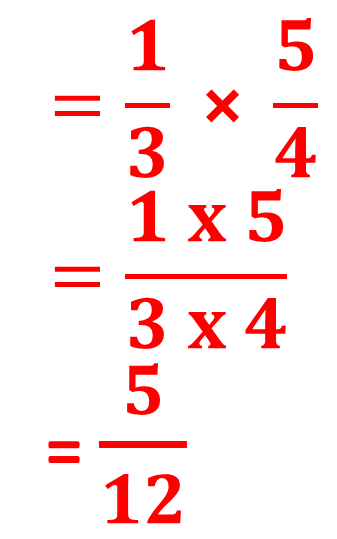 = 1/3 × 5/4
= 1 x 5 / 3 x 4
= 5/12